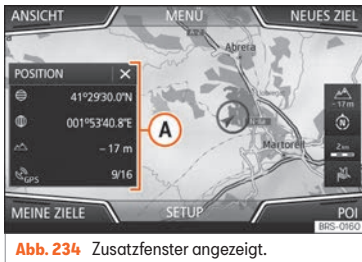 ANSICHT
MENÜ
NEUES ZIEL
Abrera
POSITION
41°29'30.0"N
001°53'40.8"E
A
– 17 m
GPS
9/16
Martorell
– 17 m
2 km
MEINE ZIELE
SETUP
POI
BRS-0160
Abb. 234 Zusatzfenster angezeigt.